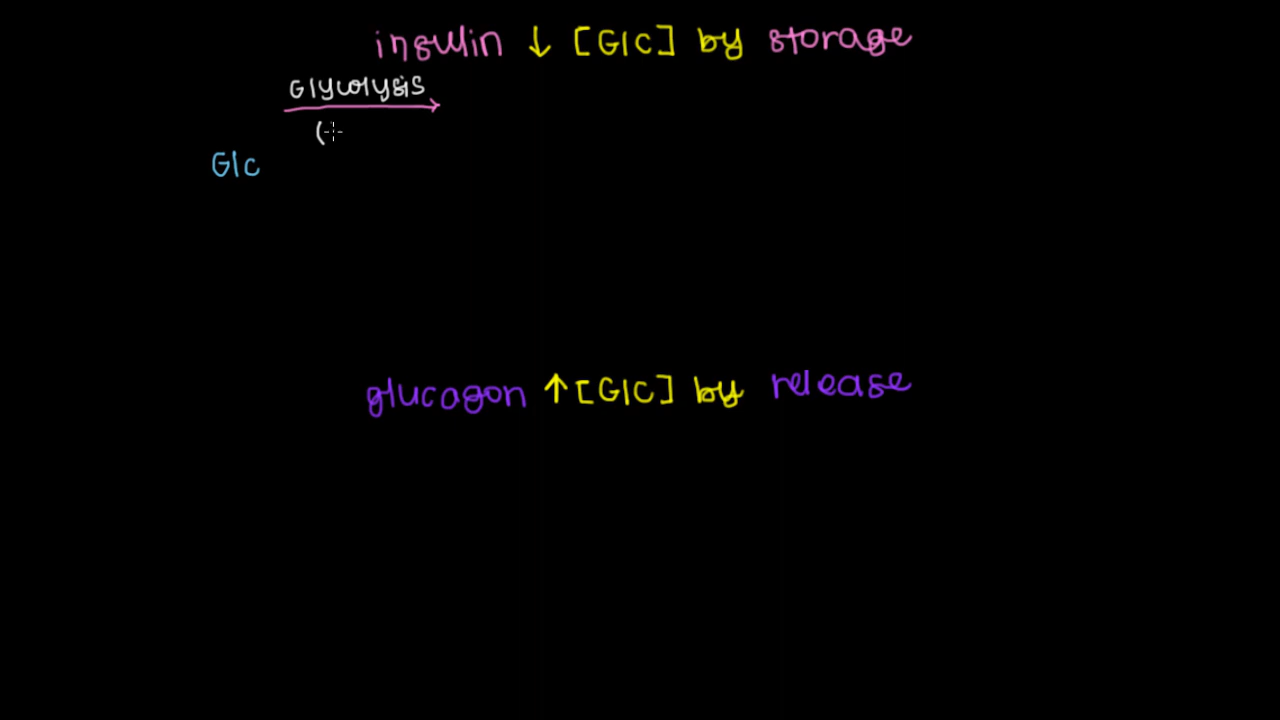 insulin ↓ [Glc] by storage
Glycolysis
(
Glc
glucagon ↑ [Glc] by release